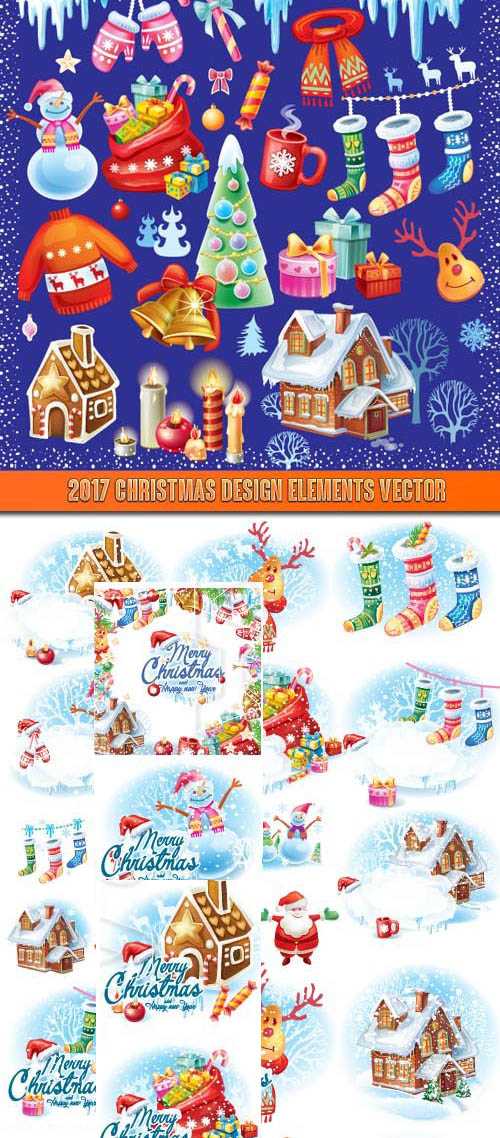 2017 CHRISTMAS DESIGN ELEMENTS VECTOR
Merry
Christmas
and
Happy new Year
Merry
Christmas
Merry
Christmas
and
Happy new Year
Merry
Christmas
and
Happy new Year